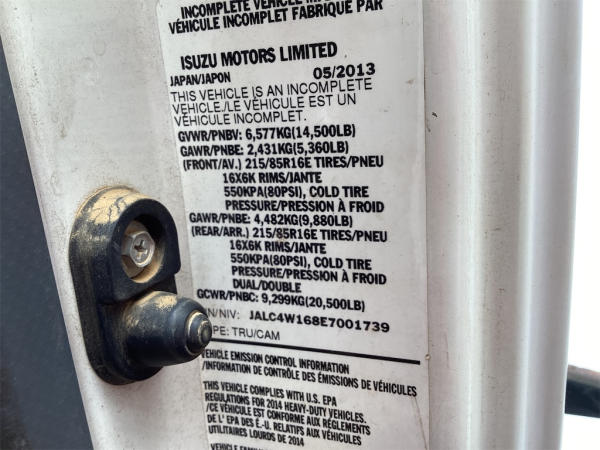 INCOMPLETE VEHICLE
VÉHICULE INCOMPLET FABRIQUÉ PAR
ISUZU MOTORS LIMITED
JAPAN/JAPON 05/2013
THIS VEHICLE IS AN INCOMPLETE
VEHICLE./LE VÉHICULE EST UN
VÉHICULE INCOMPLET.
GVWR/PNBV: 6,577KG(14,500LB)
GAWR/PNBE: 2,431KG(5,360LB)
(FRONT/AV.) 215/85R16E TIRES/PNEU
16X6K RIMS/JANTE
550KPA(80PSI), COLD TIRE
PRESSURE/PRESSION À FROID
GAWR/PNBE: 4,482KG(9,880LB)
(REAR/ARR.) 215/85R16E TIRES/PNEU
16X6K RIMS/JANTE
550KPA(80PSI), COLD TIRE
PRESSURE/PRESSION À FROID
DUAL/DOUBLE
GCWR/PNBC: 9,299KG(20,500LB)
N/NIV: JALC4W168E7001739
PE: TRU/CAM
VEHICLE EMISSION CONTROL INFORMATION
/INFORMATION DE CONTRÔLE DES ÉMISSIONS DE VÉHICULES
THIS VEHICLE COMPLIES WITH U.S. EPA
REGULATIONS FOR 2014 HEAVY-DUTY VEHICLES.
/CE VÉHICULE EST CONFORME AUX RÈGLEMENTS
DE L' EPA DES É.-U. RELATIFS AUX VÉHICULES
UTILITAIRES LOURDS DE 2014
VEHICLE